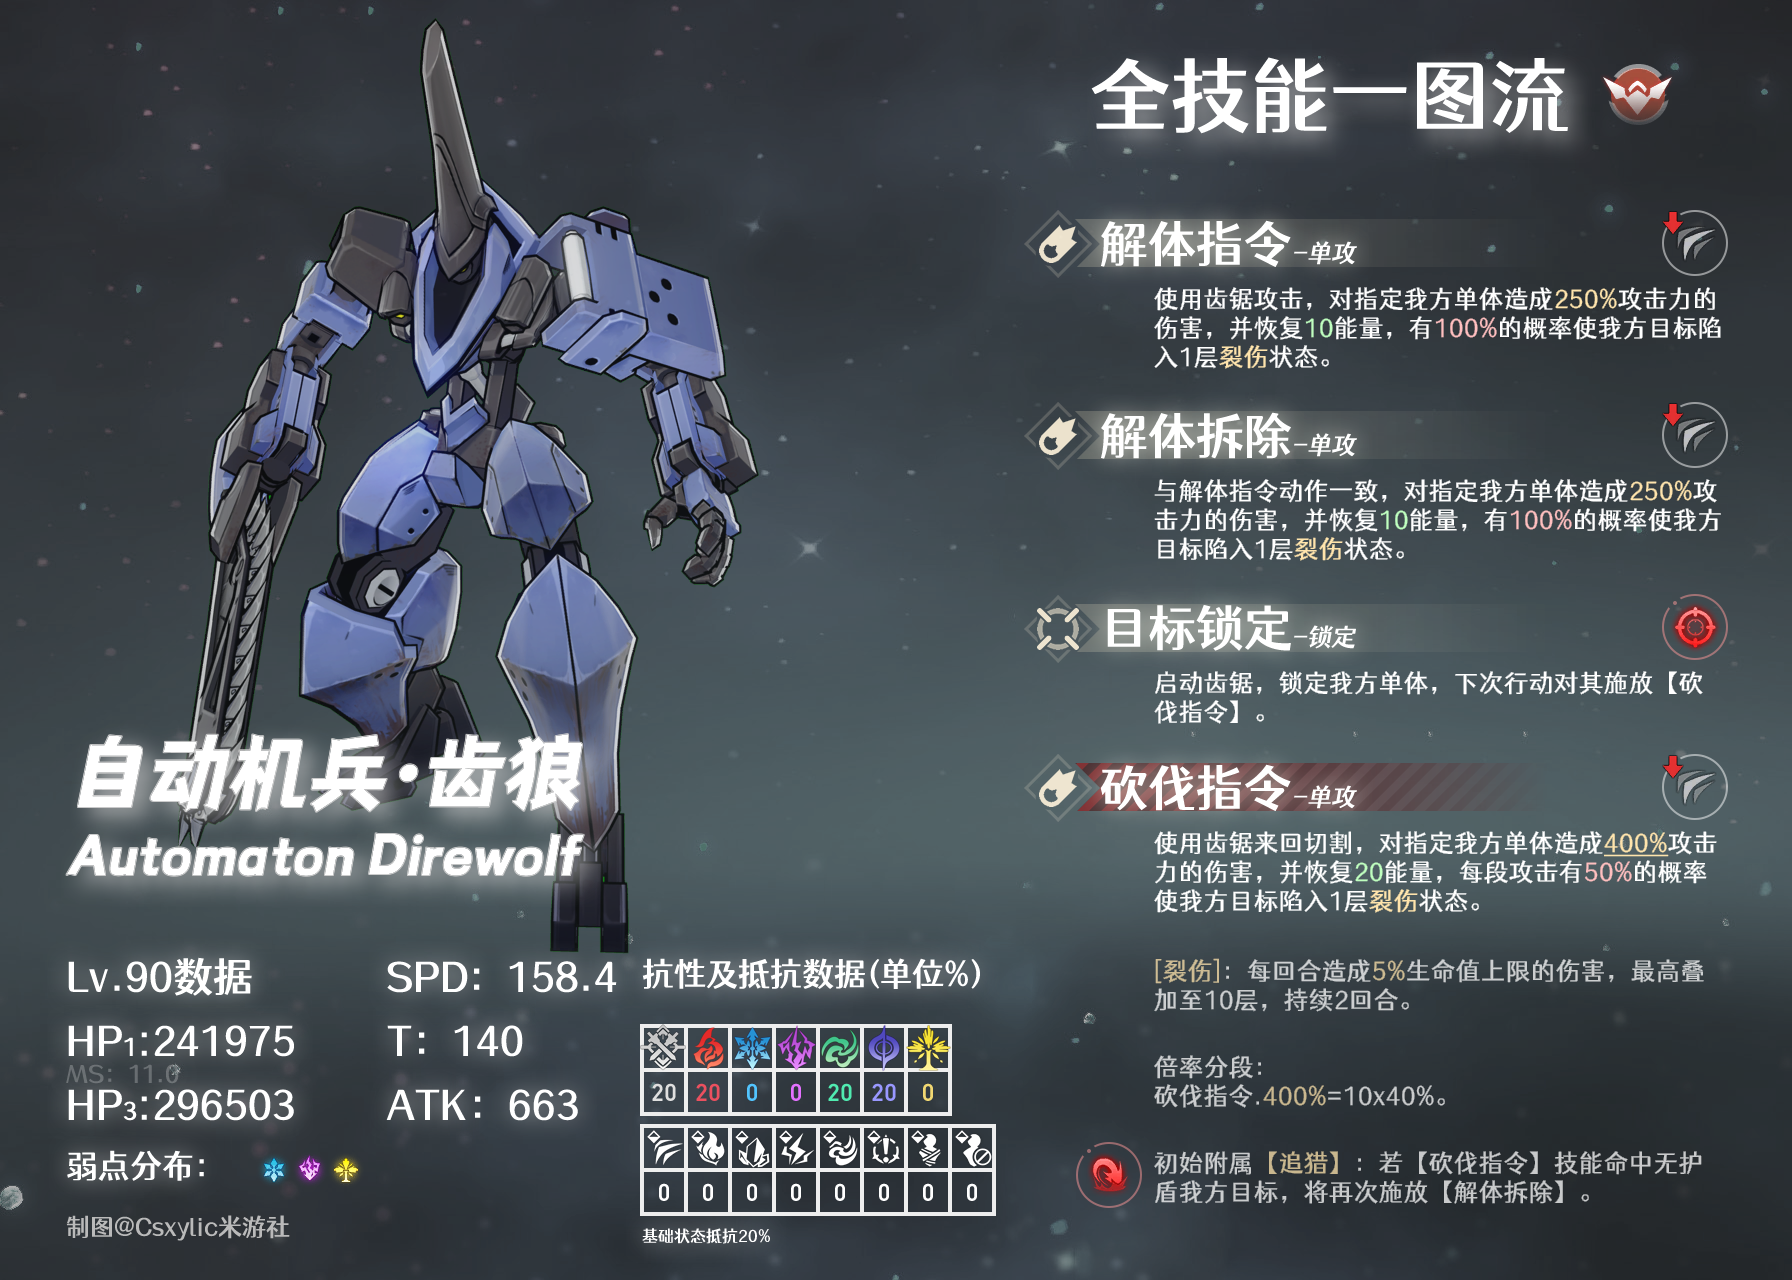 全技能一图流
解体指令-单攻
使用齿锯攻击，对指定我方单体造成250%攻击力的
伤害，并恢复10能量，有100%的概率使我方目标陷
入1层裂伤状态。
解体拆除-单攻
与解体指令动作一致，对指定我方单体造成250%攻
击力的伤害，并恢复10能量，有100%的概率使我方
目标陷入1层裂伤状态。
目标锁定-锁定
启动齿锯，锁定我方单体，下次行动对其施放【砍
伐指令】。
砍伐指令-单攻
使用齿锯来回切割，对指定我方单体造成400%攻击
力的伤害，并恢复20能量，每段攻击有50%的概率
使我方目标陷入1层裂伤状态。
[裂伤]：每回合造成5%生命值上限的伤害，最高叠
加至10层，持续2回合。
倍率分段：
砍伐指令.400%=10x40%。
初始附属【追猎】：若【砍伐指令】技能命中无护
盾我方目标，将再次施放【解体拆除】。
自动机兵·齿狼
Automaton Direwolf
Lv.90数据 SPD：158.4
HP1:241975 T：140
MS：11.0
HP3:296503 ATK：663
弱点分布：
制图@Csxylic米游社
抗性及抵抗数据(单位%)
20 20 0 0 20 20 0
0 0 0 0 0 0 0 0
基础状态抵抗20%